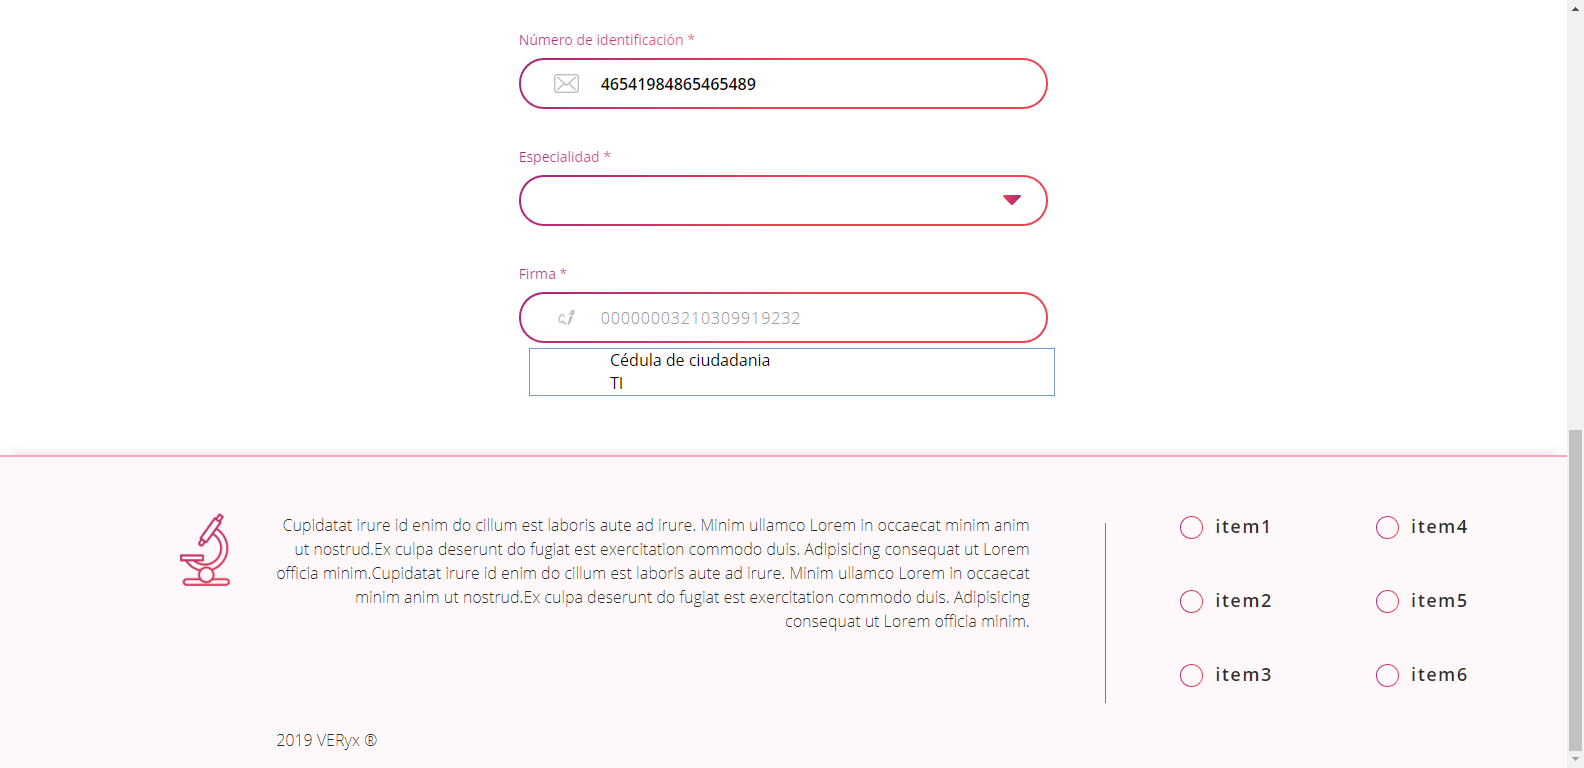 Número de identificación *
46541984865465489
Especialidad *
Firma *
00000003210309919232
Cédula de ciudadania
TI
Cupidatat irure id enim do cillum est laboris aute ad irure. Minim ullamco Lorem in occaecat minim anim
ut nostrud.Ex culpa deserunt do fugiat est exercitation commodo duis. Adipisicing consequat ut Lorem
officia minim.Cupidatat irure id enim do cillum est laboris aute ad irure. Minim ullamco Lorem in occaecat
minim anim ut nostrud.Ex culpa deserunt do fugiat est exercitation commodo duis. Adipisicing
consequat ut Lorem officia minim.
item1
item4
item2
item5
item3
item6
2019 VERyx ®